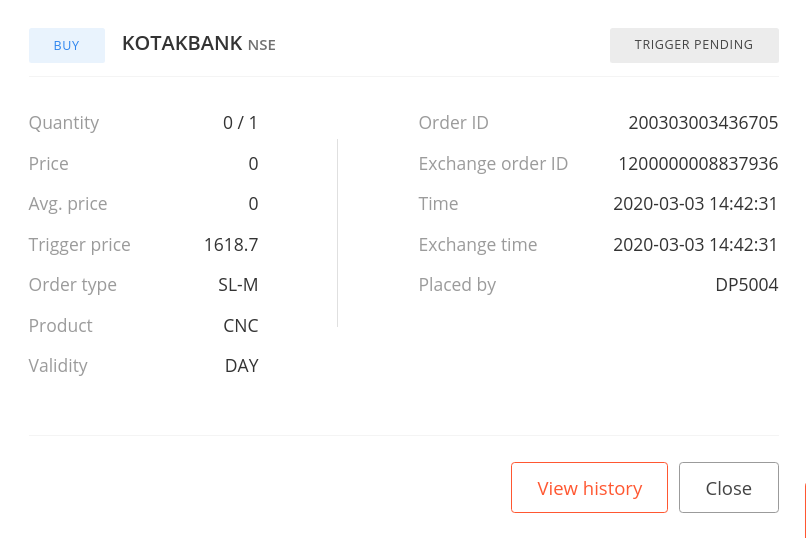 BUY KOTAKBANK NSE TRIGGER PENDING
Quantity 0 / 1
Price 0
Avg. price 0
Trigger price 1618.7
Order type SL-M
Product CNC
Validity DAY
Order ID 200303003436705
Exchange order ID 1200000008837936
Time 2020-03-03 14:42:31
Exchange time 2020-03-03 14:42:31
Placed by DP5004
View history Close